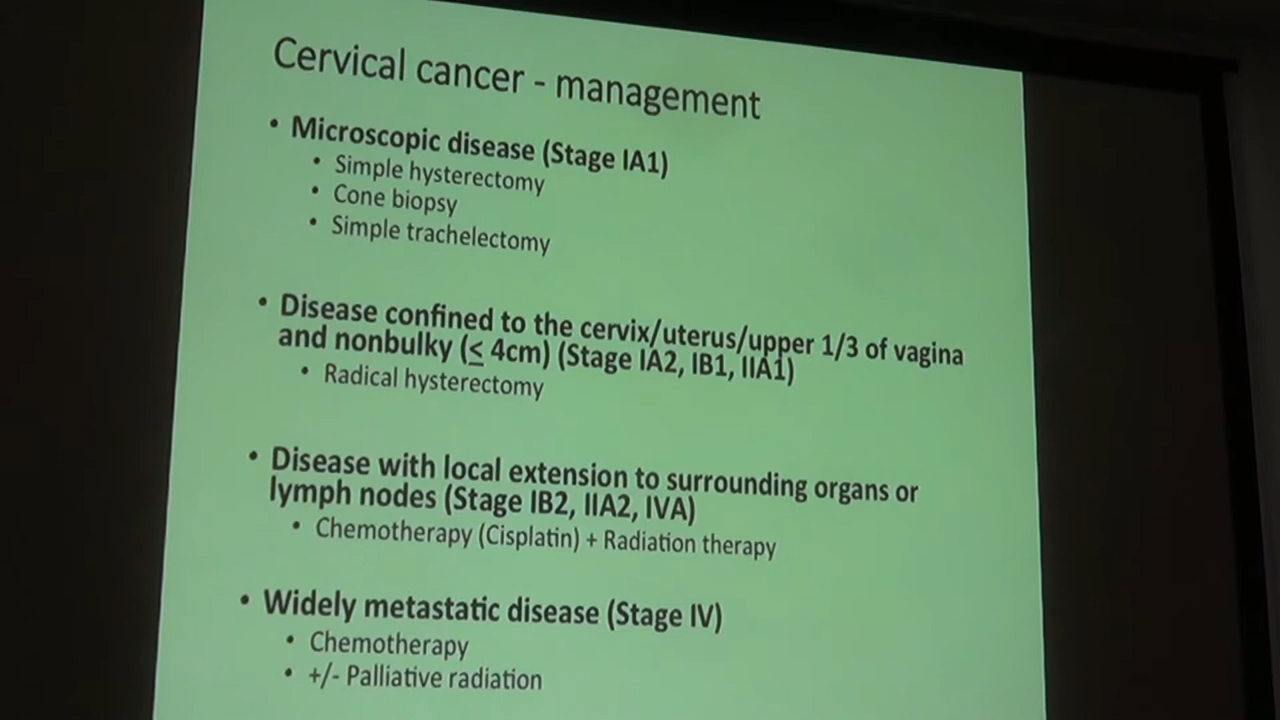 Cervical cancer - management
• Microscopic disease (Stage IA1)
• Simple hysterectomy
• Cone biopsy
• Simple trachelectomy
• Disease confined to the cervix/uterus/upper 1/3 of vagina
and nonbulky (≤ 4cm) (Stage IA2, IB1, IIA1)
• Radical hysterectomy
• Disease with local extension to surrounding organs or
lymph nodes (Stage IB2, IIA2, IVA)
• Chemotherapy (Cisplatin) + Radiation therapy
• Widely metastatic disease (Stage IV)
• Chemotherapy
• +/- Palliative radiation